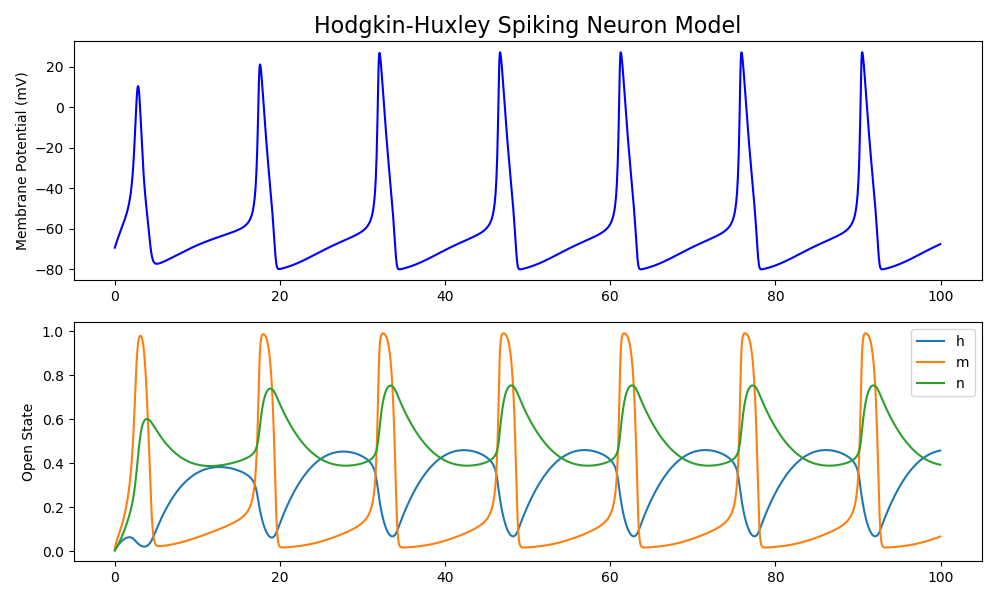 Hodgkin-Huxley Spiking Neuron Model
Membrane Potential (mV)
20
0
−20
−40
−60
−80
0 20 40 60 80 100
Open State
1.0
0.8
0.6
0.4
0.2
0.0
h
m
n
0 20 40 60 80 100